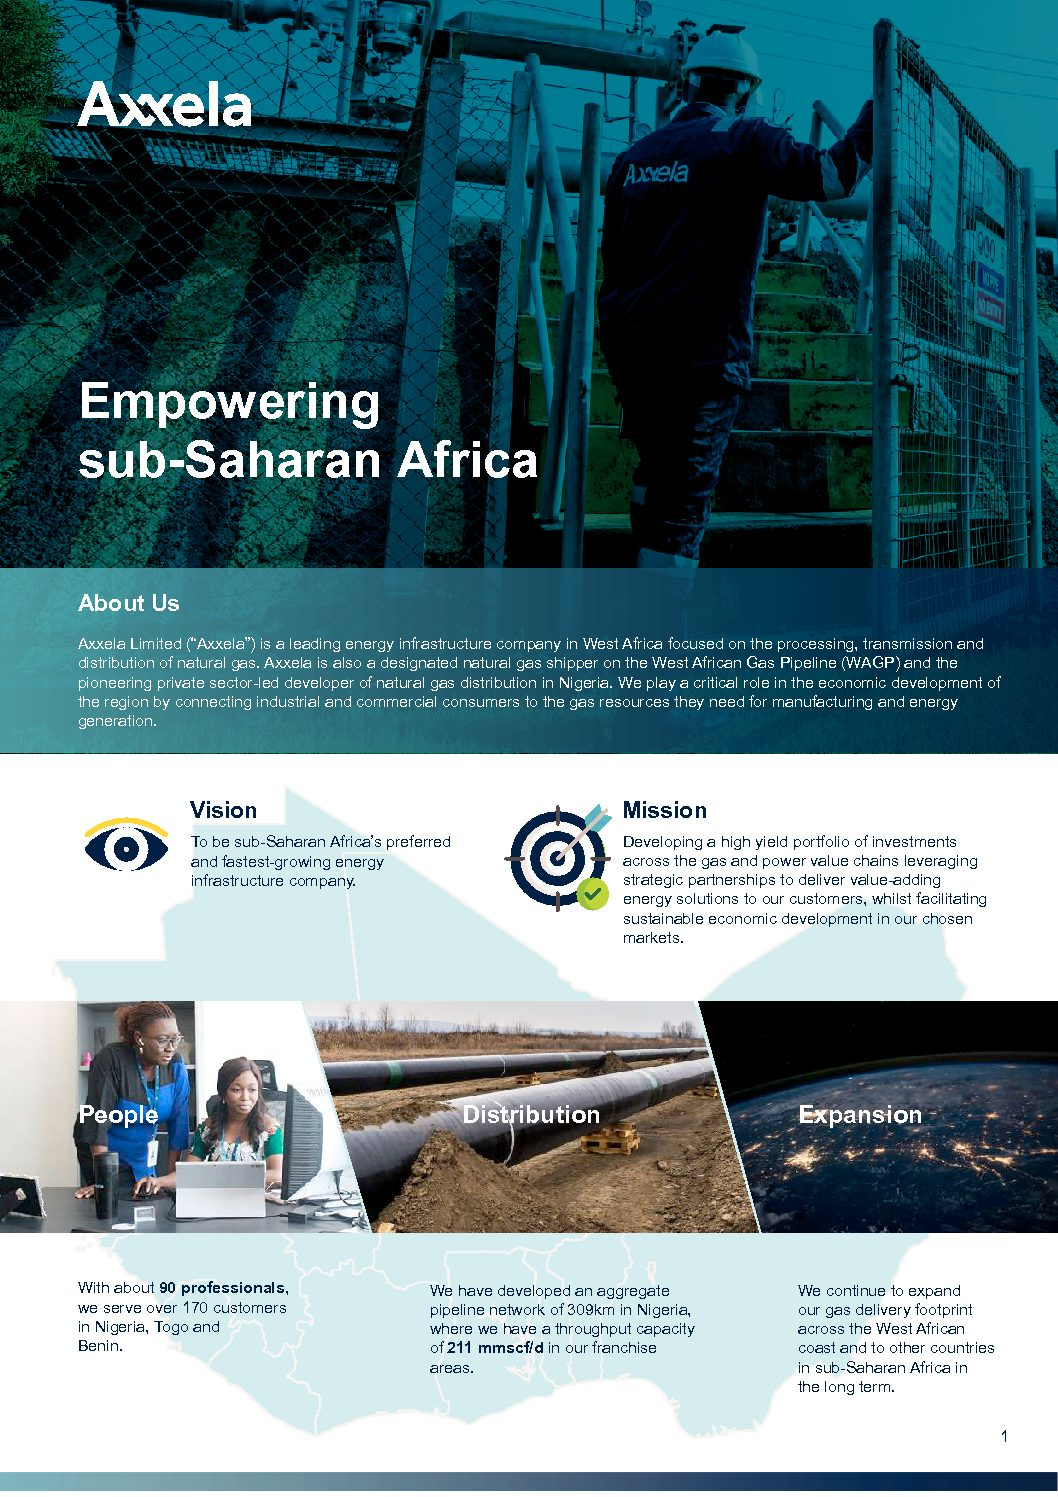 Axxela
Axxela
Empowering
sub-Saharan Africa
About Us
Axxela Limited (“Axxela”) is a leading energy infrastructure company in West Africa focused on the processing, transmission and
distribution of natural gas. Axxela is also a designated natural gas shipper on the West African Gas Pipeline (WAGP) and the
pioneering private sector-led developer of natural gas distribution in Nigeria. We play a critical role in the economic development of
the region by connecting industrial and commercial consumers to the gas resources they need for manufacturing and energy
generation.
Vision
To be sub-Saharan Africa’s preferred
and fastest-growing energy
infrastructure company.
Mission
Developing a high yield portfolio of investments
across the gas and power value chains leveraging
strategic partnerships to deliver value-adding
energy solutions to our customers, whilst facilitating
sustainable economic development in our chosen
markets.
People
Distribution
Expansion
With about 90 professionals,
we serve over 170 customers
in Nigeria, Togo and
Benin.
We have developed an aggregate
pipeline network of 309km in Nigeria,
where we have a throughput capacity
of 211 mmscf/d in our franchise
areas.
We continue to expand
our gas delivery footprint
across the West African
coast and to other countries
in sub-Saharan Africa in
the long term.
1